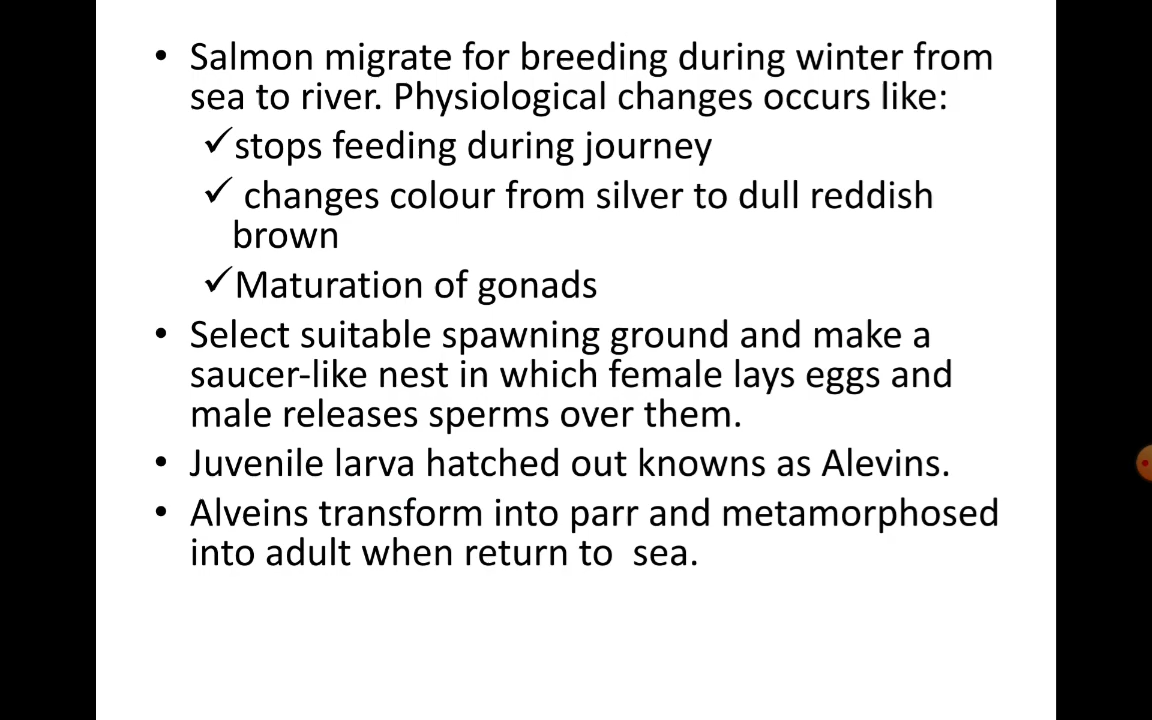 • Salmon migrate for breeding during winter from
sea to river. Physiological changes occurs like:
✓stops feeding during journey
✓ changes colour from silver to dull reddish
brown
✓Maturation of gonads
• Select suitable spawning ground and make a
saucer-like nest in which female lays eggs and
male releases sperms over them.
• Juvenile larva hatched out knowns as Alevins.
• Alveins transform into parr and metamorphosed
into adult when return to  sea.